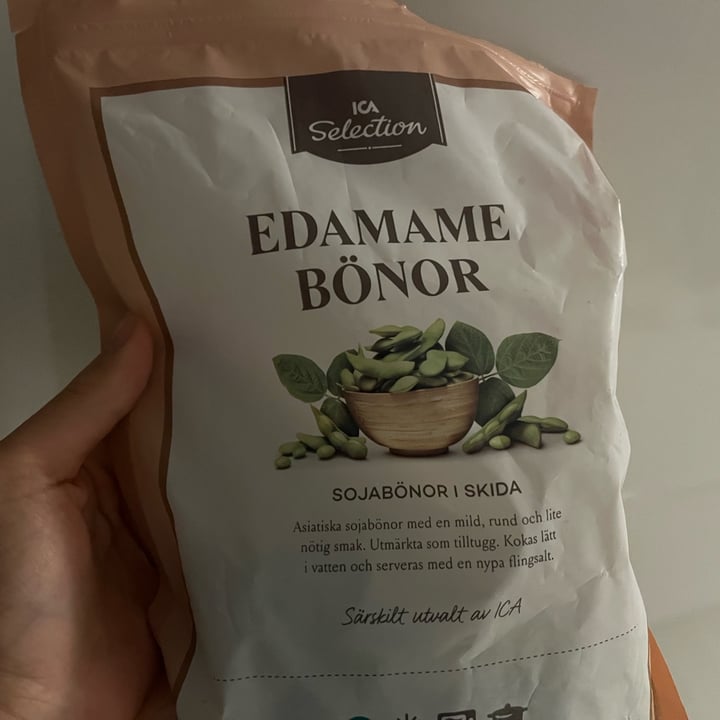 ICA
Selection
EDAMAME
BÖNOR
SOJABÖNOR I SKIDA
Asiatiska sojabönor med en mild, rund och lite
nötig smak. Utmärkta som tilltugg. Kokas lätt
i vatten och serveras med en nypa flingsalt.
Särskilt utvalt av ICA